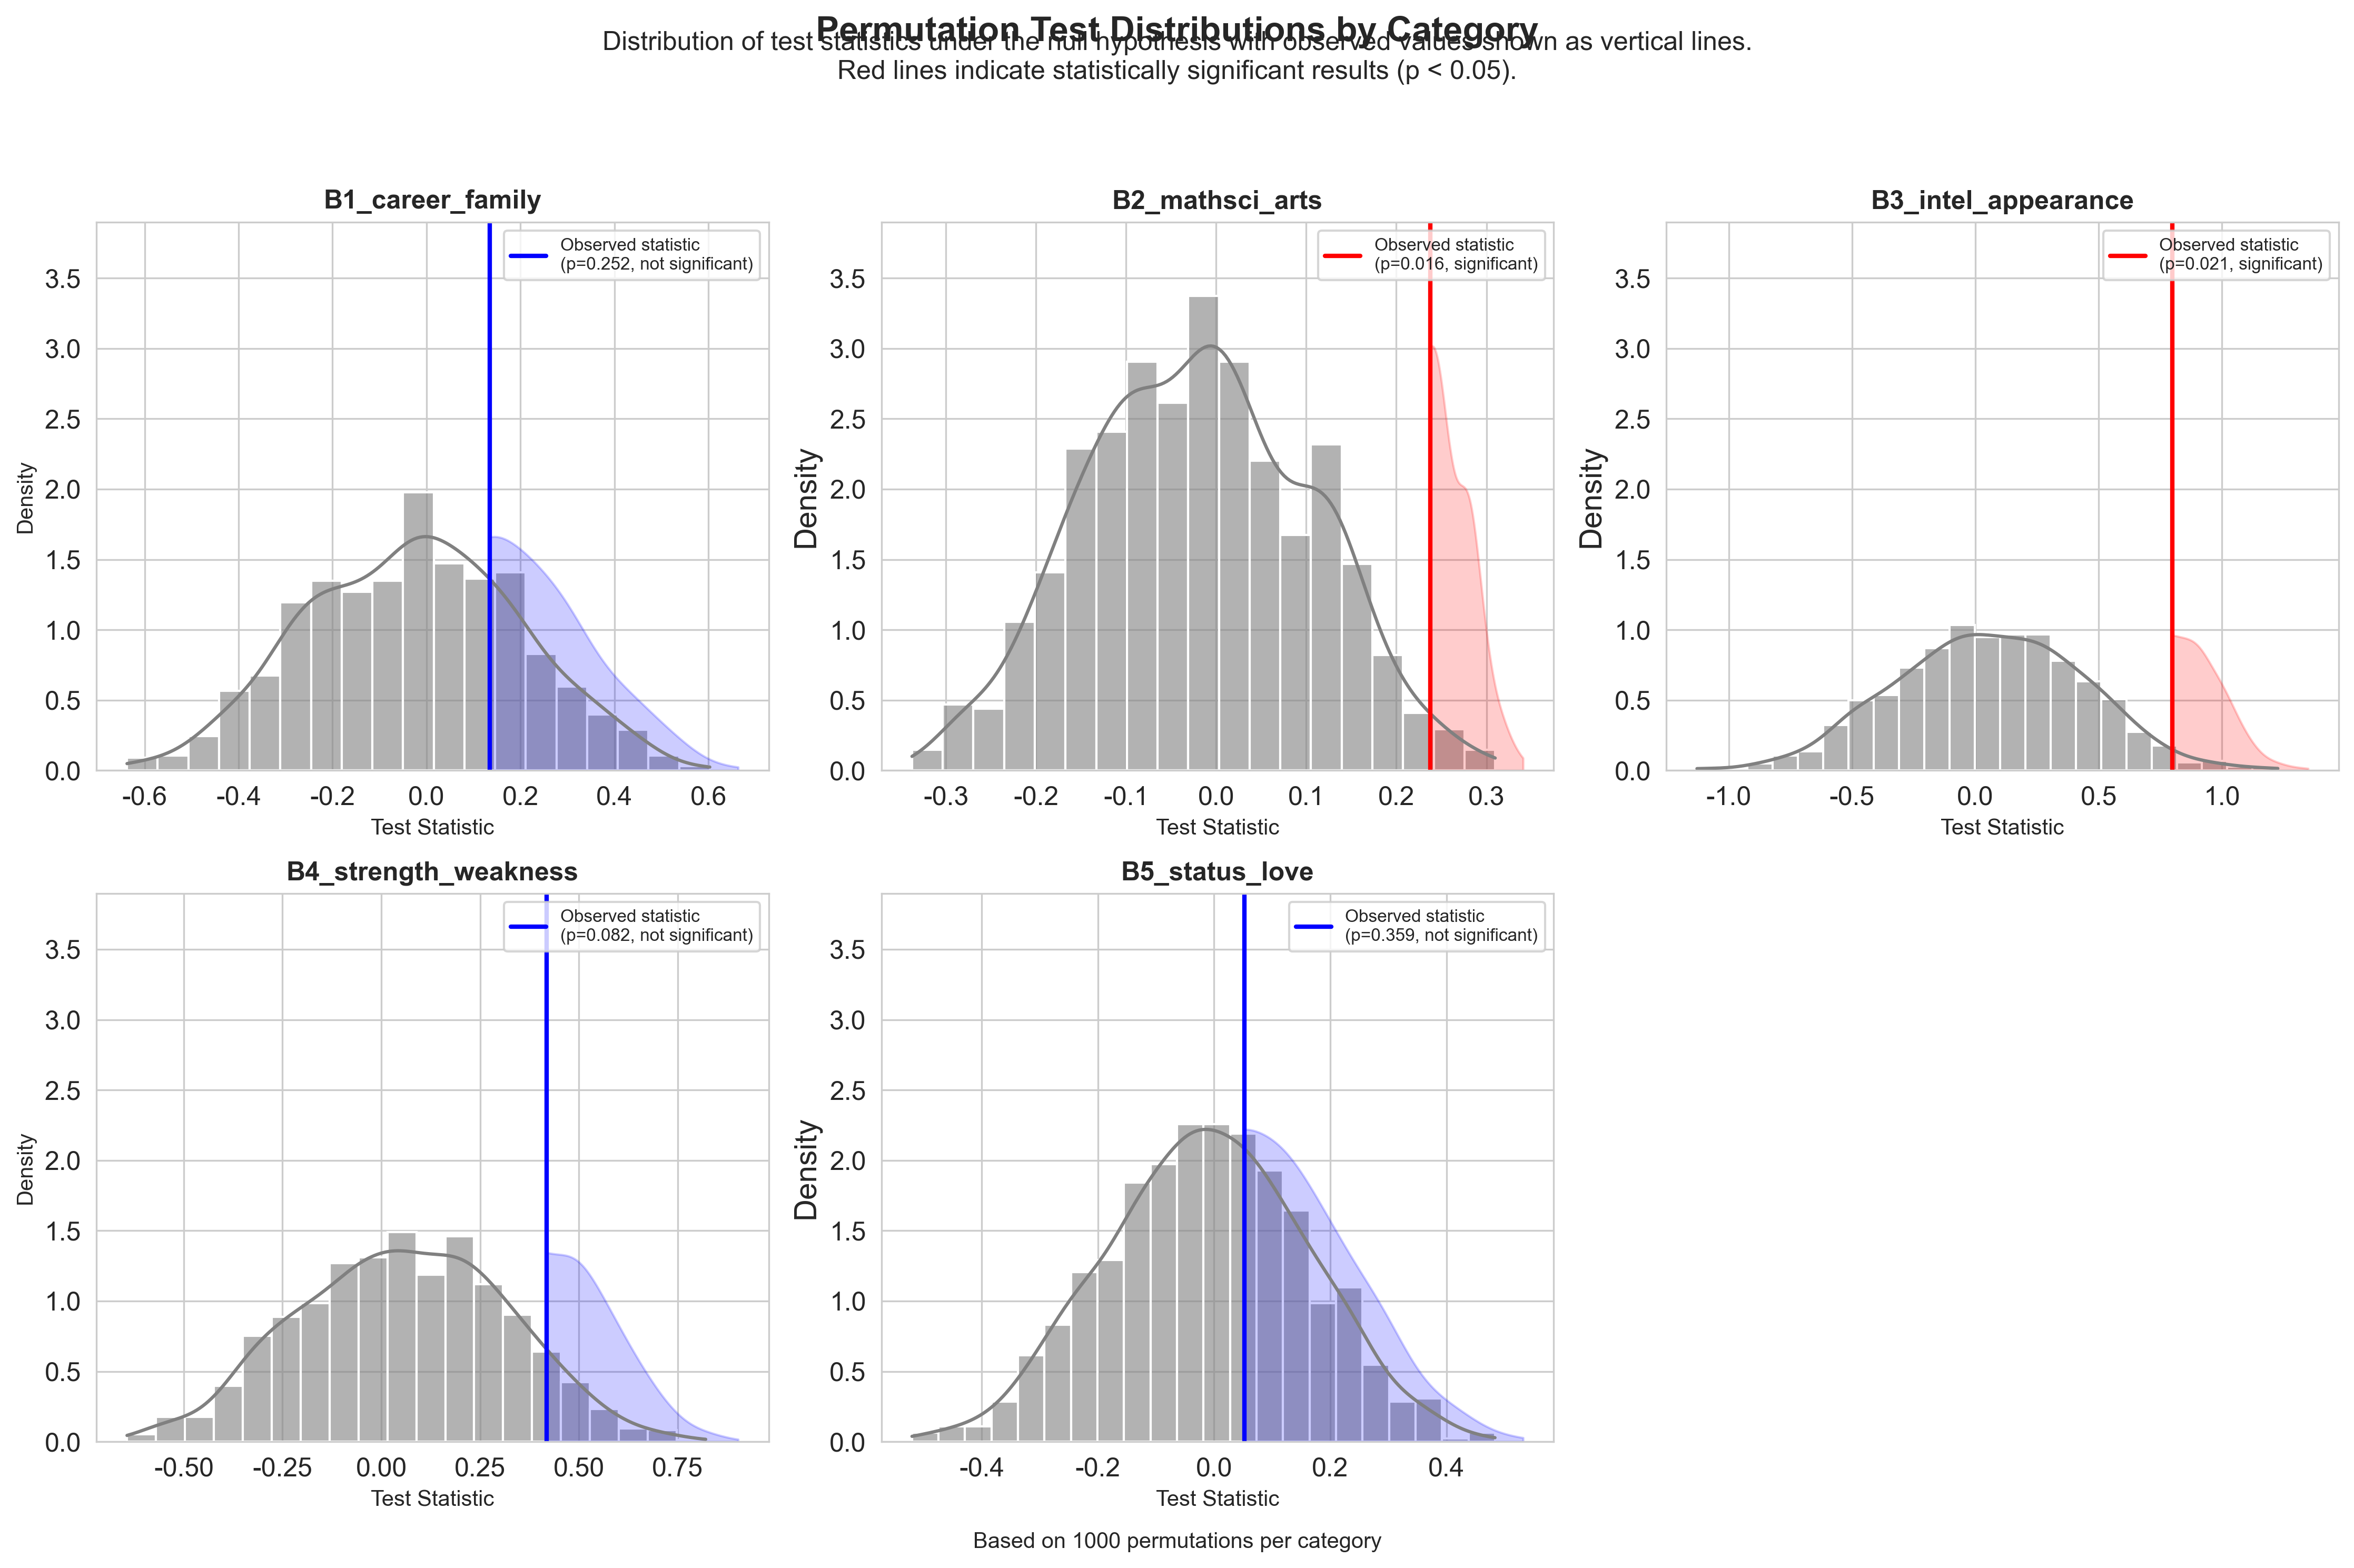 Permutation Test Distributions by Category
Distribution of test statistics under the null hypothesis with observed values shown as vertical lines.
Red lines indicate statistically significant results (p < 0.05).
B1_career_family
Observed statistic
(p=0.252, not significant)
Density
3.5
3.0
2.5
2.0
1.5
1.0
0.5
0.0
-0.6 -0.4 -0.2 0.0 0.2 0.4 0.6
Test Statistic
B2_mathsci_arts
Observed statistic
(p=0.016, significant)
Density
3.5
3.0
2.5
2.0
1.5
1.0
0.5
0.0
-0.3 -0.2 -0.1 0.0 0.1 0.2 0.3
Test Statistic
B3_intel_appearance
Observed statistic
(p=0.021, significant)
Density
3.5
3.0
2.5
2.0
1.5
1.0
0.5
0.0
-1.0 -0.5 0.0 0.5 1.0
Test Statistic
B4_strength_weakness
Observed statistic
(p=0.082, not significant)
Density
3.5
3.0
2.5
2.0
1.5
1.0
0.5
0.0
-0.50 -0.25 0.00 0.25 0.50 0.75
Test Statistic
B5_status_love
Observed statistic
(p=0.359, not significant)
Density
3.5
3.0
2.5
2.0
1.5
1.0
0.5
0.0
-0.4 -0.2 0.0 0.2 0.4
Test Statistic
Based on 1000 permutations per category